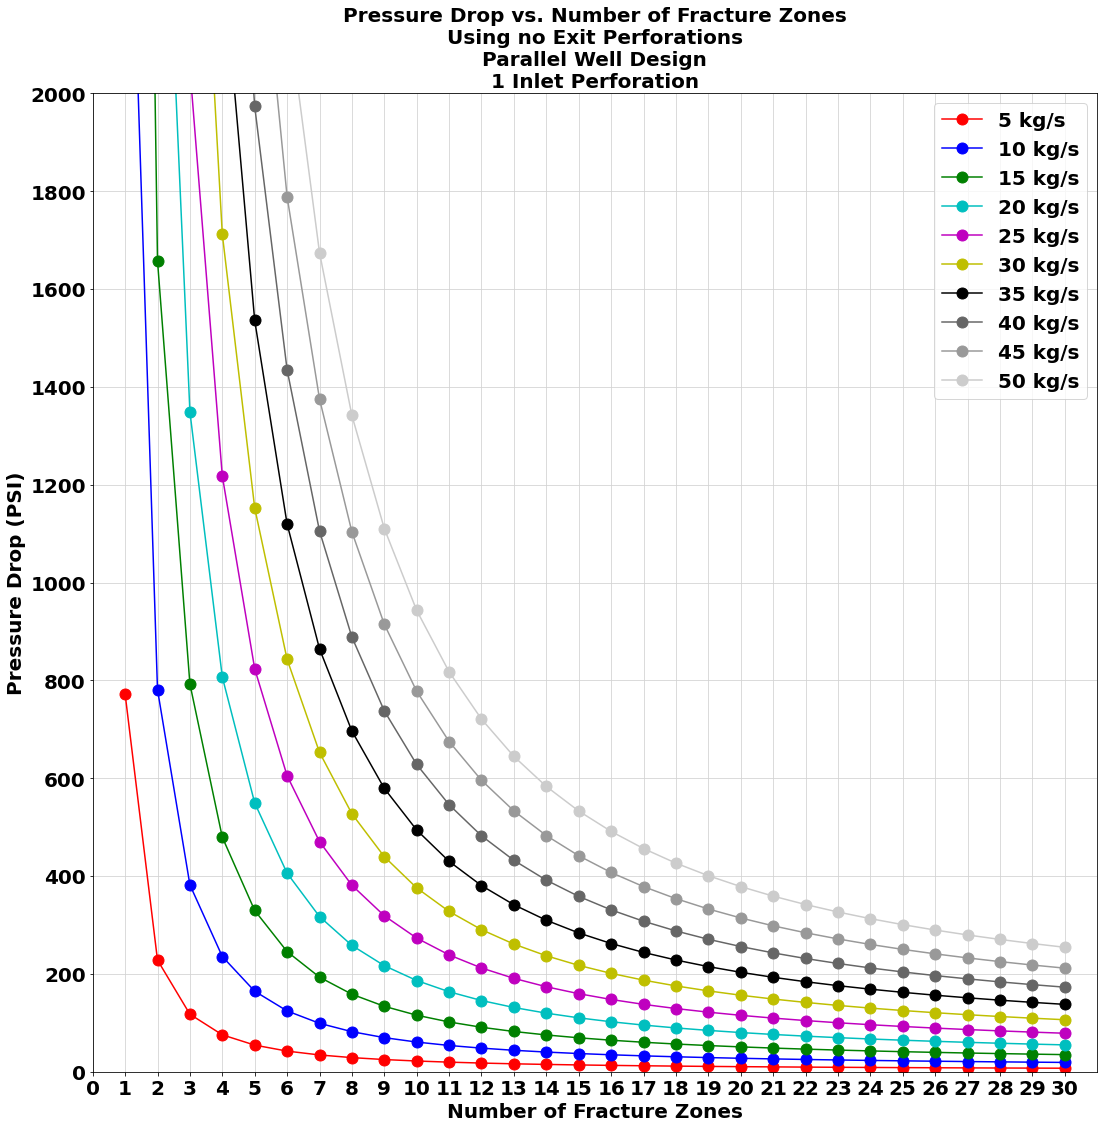 Pressure Drop vs. Number of Fracture Zones
Using no Exit Perforations
Parallel Well Design
1 Inlet Perforation
5 kg/s
10 kg/s
15 kg/s
20 kg/s
25 kg/s
30 kg/s
35 kg/s
40 kg/s
45 kg/s
50 kg/s
Pressure Drop (PSI)
2000
1800
1600
1400
1200
1000
800
600
400
200
0
0 1 2 3 4 5 6 7 8 9 10 11 12 13 14 15 16 17 18 19 20 21 22 23 24 25 26 27 28 29 30
Number of Fracture Zones